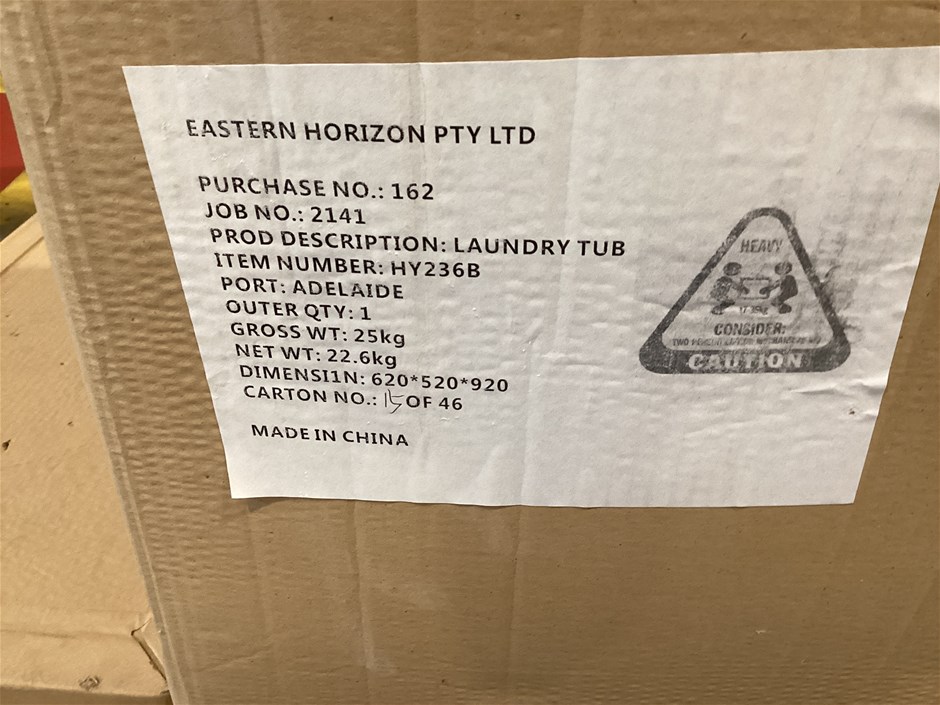 EASTERN HORIZON PTY LTD
PURCHASE NO.: 162
JOB NO.: 2141
PROD DESCRIPTION: LAUNDRY TUB
ITEM NUMBER: HY236B
PORT: ADELAIDE
OUTER QTY: 1
GROSS WT: 25kg
NET WT: 22.6kg
DIMENSI1N: 620*520*920
CARTON NO.: 15 OF 46
MADE IN CHINA
HEAVY
CONSIDER:
TWO PERSON
CAUTION